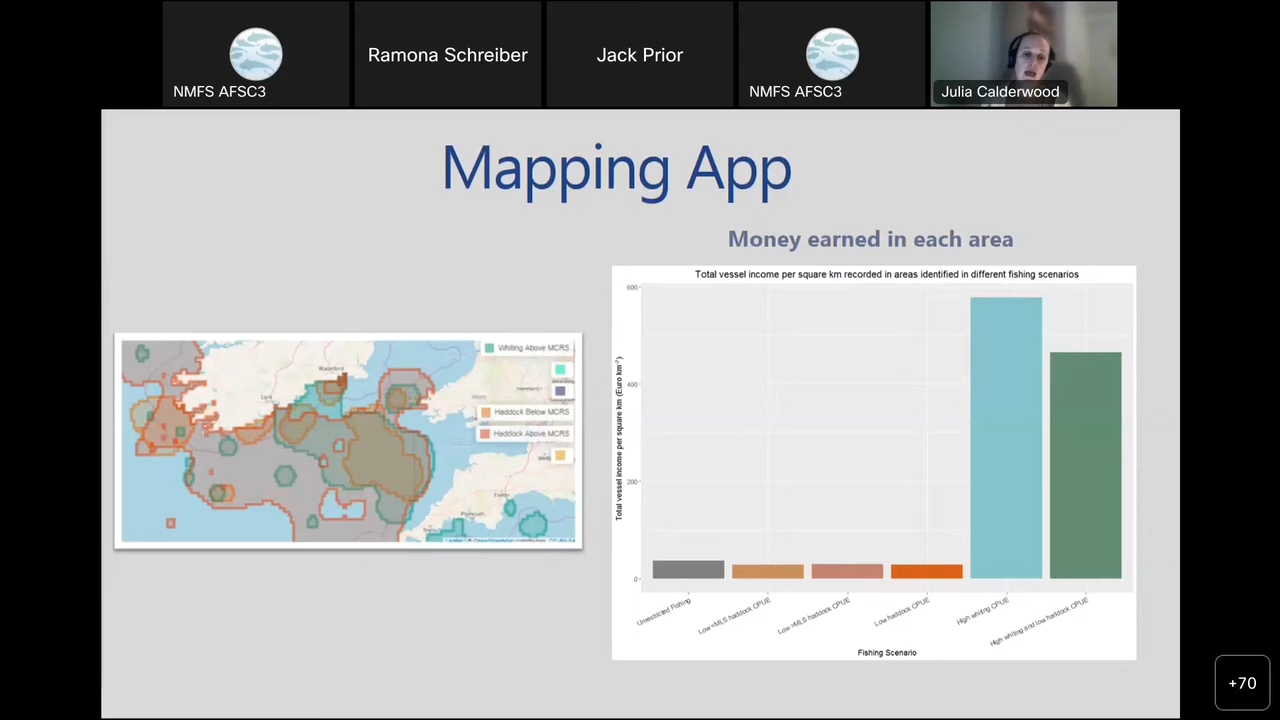 NMFS AFSC3
Ramona Schreiber
Jack Prior
NMFS AFSC3
Julia Calderwood
Mapping App
Money earned in each area
Whiting Above MCRS
Haddock Below MCRS
Haddock Above MCRS
Waterford
Cork
Plymouth
Total vessel income per square km recorded in areas identified in different fishing scenarios
Total vessel income per square km (Euro km⁻²)
600
400
200
0
Unrestricted Fishing
Low <MLS haddock CPUE
Low >MLS haddock CPUE
Low haddock CPUE
High whiting CPUE
High whiting and low haddock CPUE
Fishing Scenario
+70